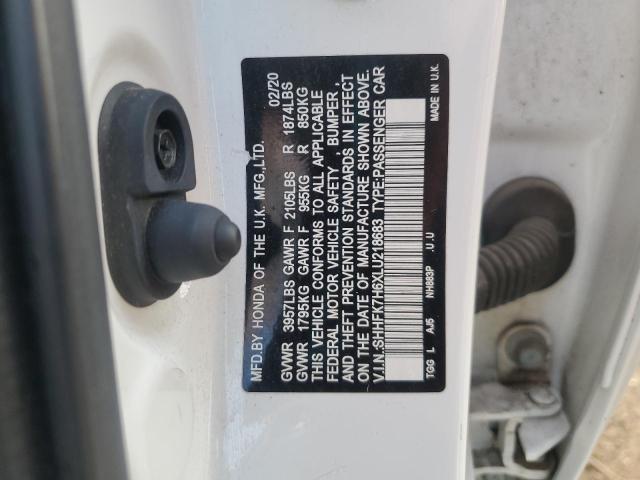 MFD.BY HONDA OF THE U.K. MFG.,LTD. 02/20
GVWR 3957LBS GAWR F 2105LBS R 1874LBS
GVWR 1795KG GAWR F 955KG R 850KG
THIS VEHICLE CONFORMS TO ALL APPLICABLE
FEDERAL MOTOR VEHICLE SAFETY , BUMPER ,
AND THEFT PREVENTION STANDARDS IN EFFECT
ON THE DATE OF MANUFACTURE SHOWN ABOVE.
V.I.N.:SHHFK7H6XLU218683 TYPE:PASSENGER CAR
TGG L AJ5 NH883P J U MADE IN U.K.